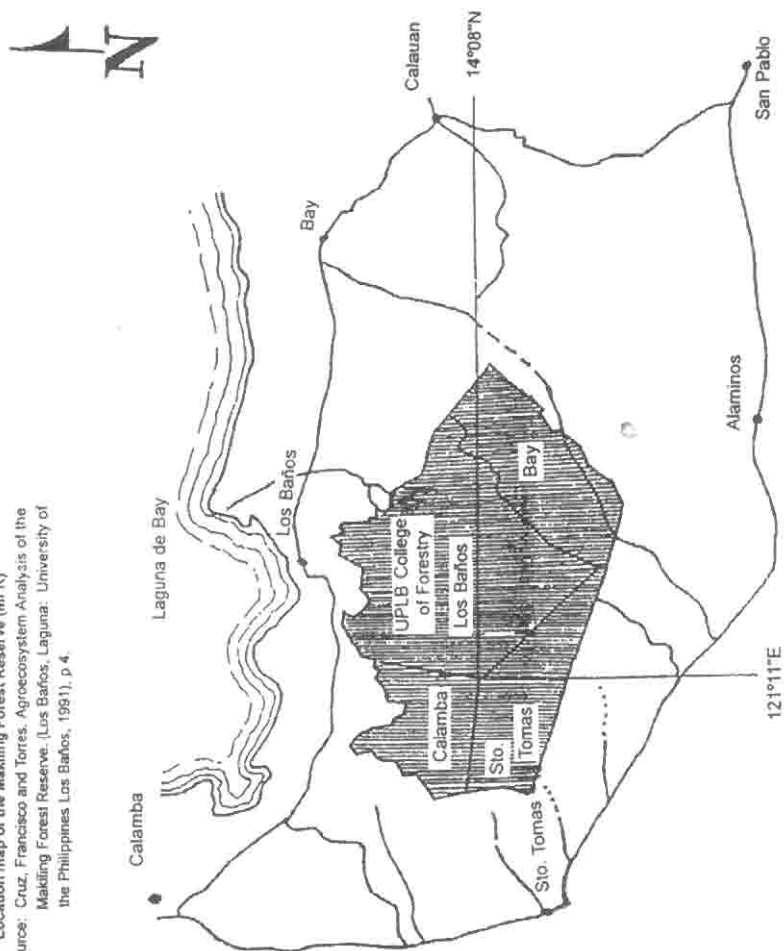 Location map of the Makiling Forest Reserve (MFR)
urce: Cruz, Francisco and Torres. Agroecosystem Analysis of the
Makiling Forest Reserve. (Los Baños, Laguna: University of
the Philippines Los Baños, 1991), p 4.
N
Calamba
Laguna de Bay
Los Baños
Bay
Calauan
14°08"N
UPLB College
of Forestry
Los Baños
Calamba
Bay
Sto.
Tomas
Sto. Tomas
Alaminos
San Pablo
121°11"E